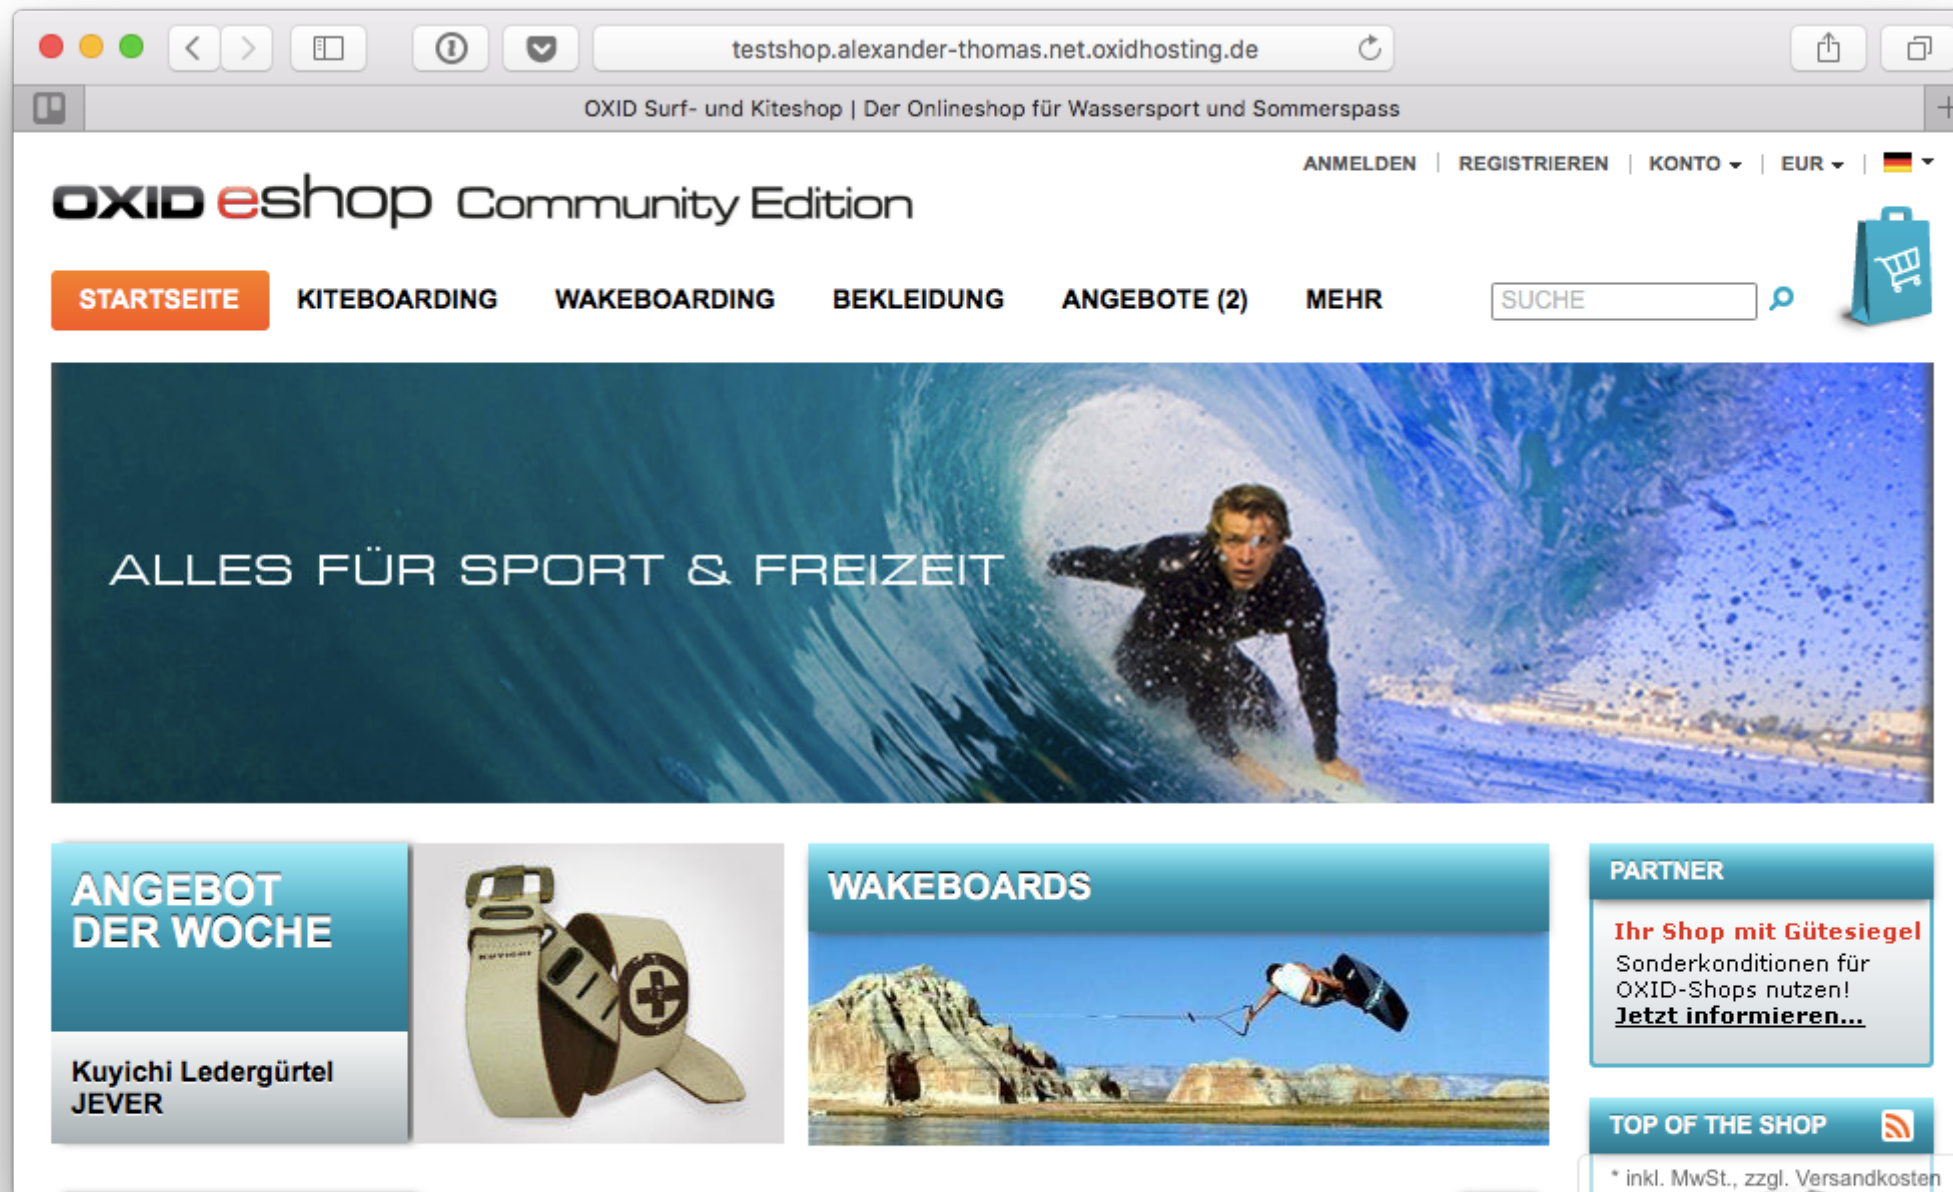 testshop.alexander-thomas.net.oxidhosting.de
OXID Surf- und Kiteshop | Der Onlineshop für Wassersport und Sommerspass
ANMELDEN | REGISTRIEREN | KONTO | EUR |
OXID eshop Community Edition
STARTSEITE KITEBOARDING WAKEBOARDING BEKLEIDUNG ANGEBOTE (2) MEHR SUCHE
ALLES FÜR SPORT & FREIZEIT
ANGEBOT
DER WOCHE
Kuyichi Ledergürtel
JEVER
KUYICHI
WAKEBOARDS
PARTNER
Ihr Shop mit Gütesiegel
Sonderkonditionen für
OXID-Shops nutzen!
Jetzt informieren...
TOP OF THE SHOP
* inkl. MwSt., zzgl. Versandkosten